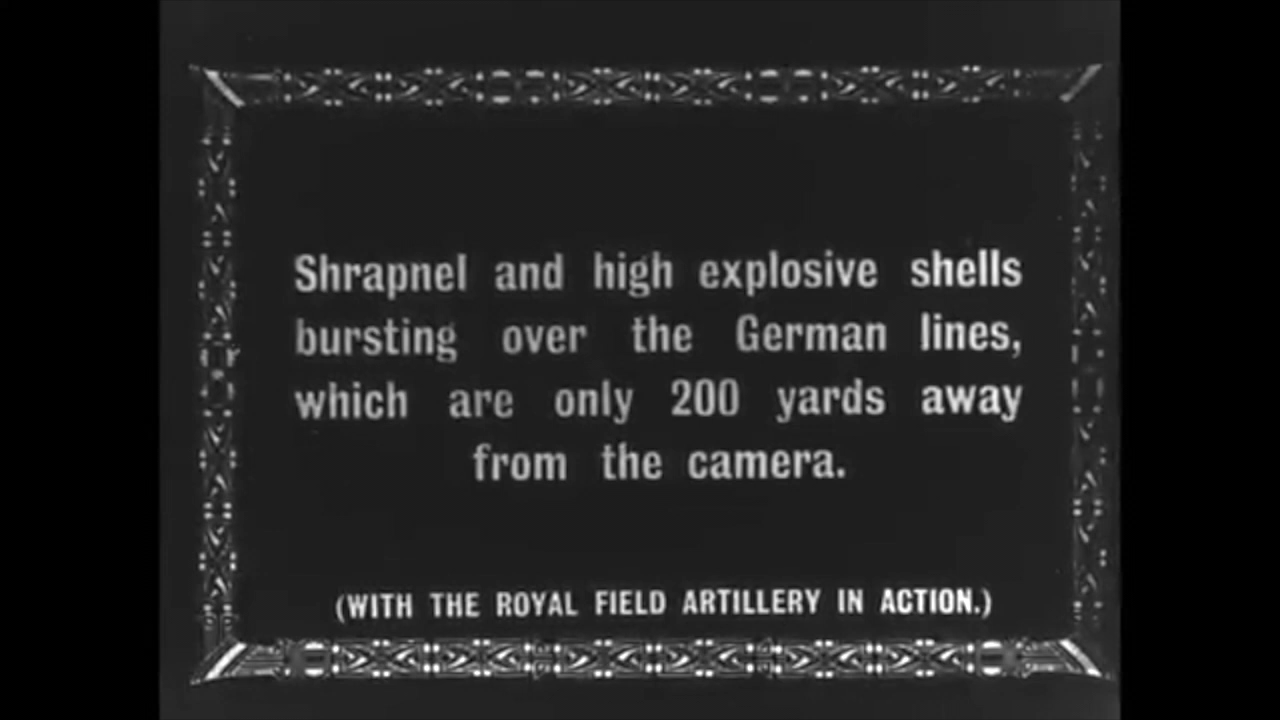 Shrapnel and high explosive shells
bursting over the German lines,
which are only 200 yards away
from the camera.
(WITH THE ROYAL FIELD ARTILLERY IN ACTION.)